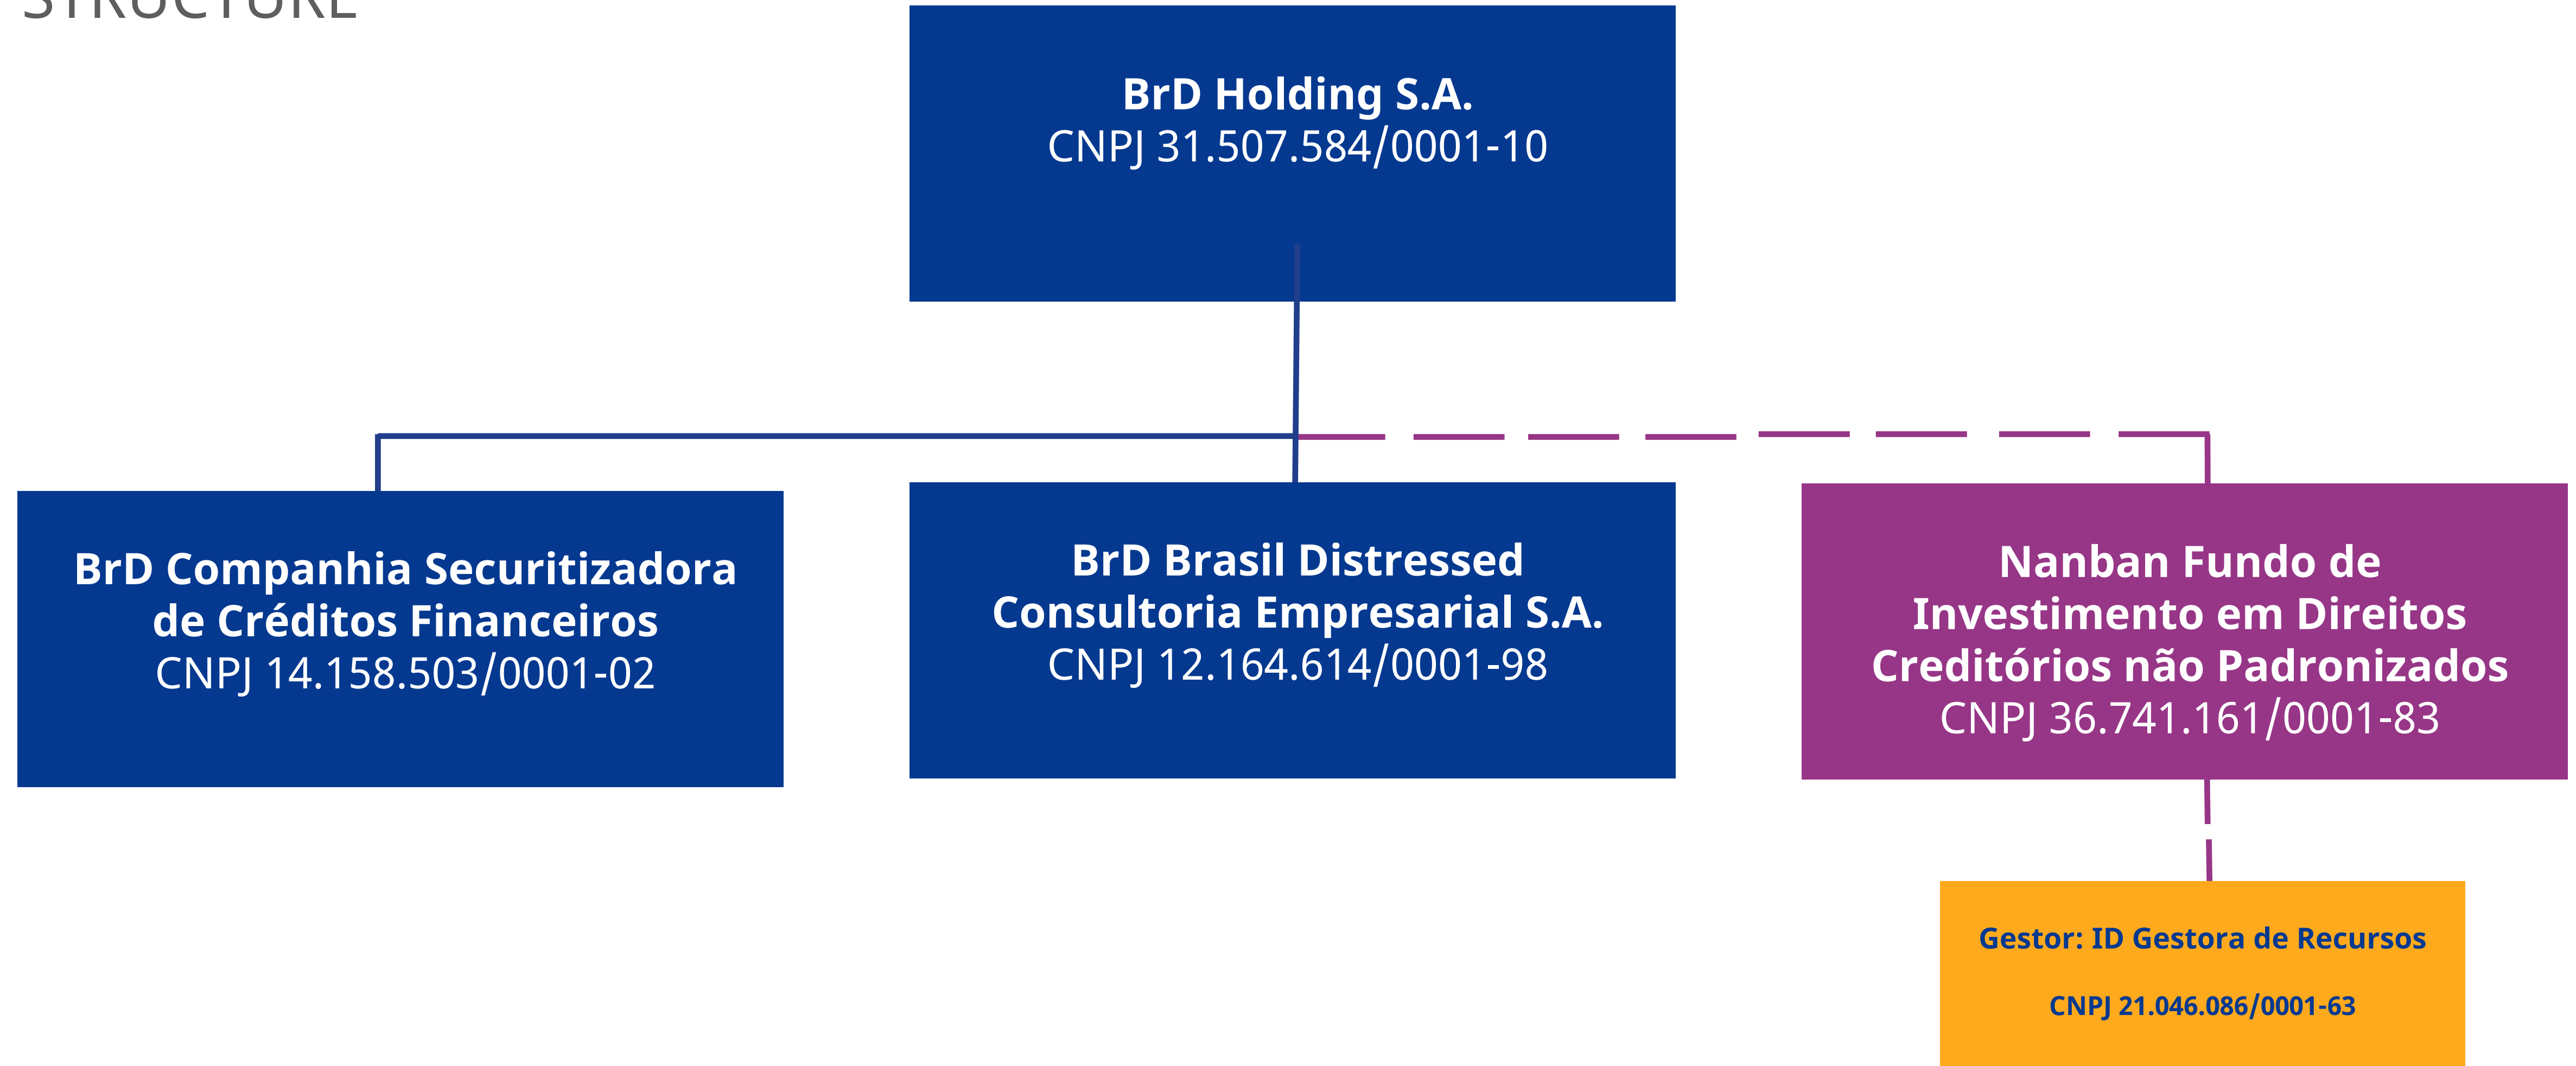 STRUCTURE
BrD Holding S.A.
CNPJ 31.507.584/0001-10
BrD Companhia Securitizadora
de Créditos Financeiros
CNPJ 14.158.503/0001-02
BrD Brasil Distressed
Consultoria Empresarial S.A.
CNPJ 12.164.614/0001-98
Nanban Fundo de
Investimento em Direitos
Creditórios não Padronizados
CNPJ 36.741.161/0001-83
Gestor: ID Gestora de Recursos
CNPJ 21.046.086/0001-63